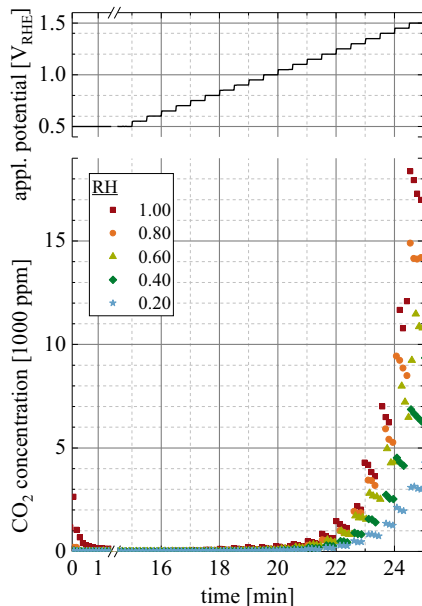 appl. potential [V_RHE]
1.5
1.0
0.5
CO₂ concentration [1000 ppm]
15
10
5
0
RH
1.00
0.80
0.60
0.40
0.20
0 1 16 18 20 22 24
time [min]